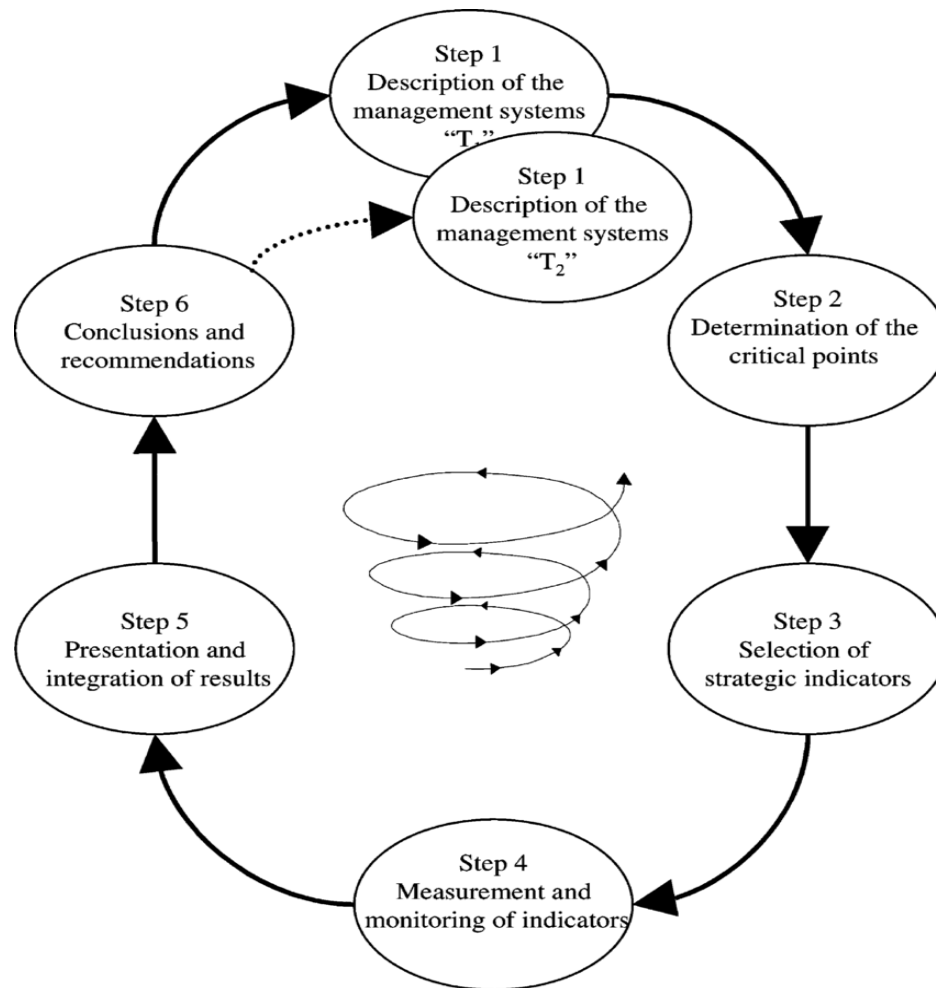 Step 1
Description of the
management systems
“T
Step 1
Description of the
management systems
“T₂”
Step 2
Determination of the
critical points
Step 3
Selection of
strategic indicators
Step 4
Measurement and
monitoring of indicators
Step 5
Presentation and
integration of results
Step 6
Conclusions and
recommendations